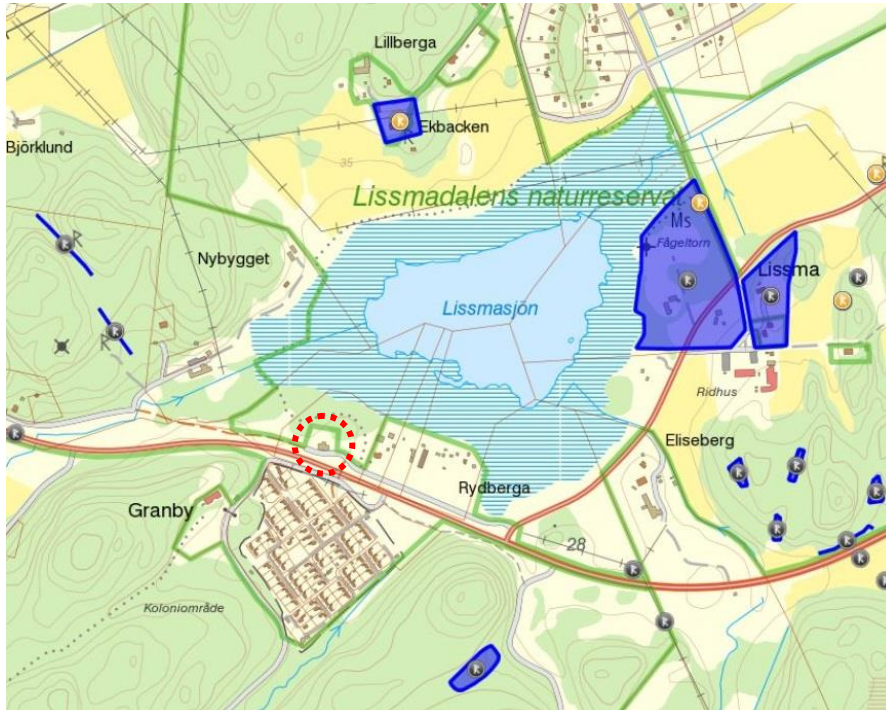 Lillberga
Ekbacken
R
Björklund
35
Lissmadalens naturreservat
Ms
Fågeltorn
R
Nybygget
Lissma
Lissmasjön
R
Ridhus
Eliseberg
Rydberga
Granby
28
Koloniområde